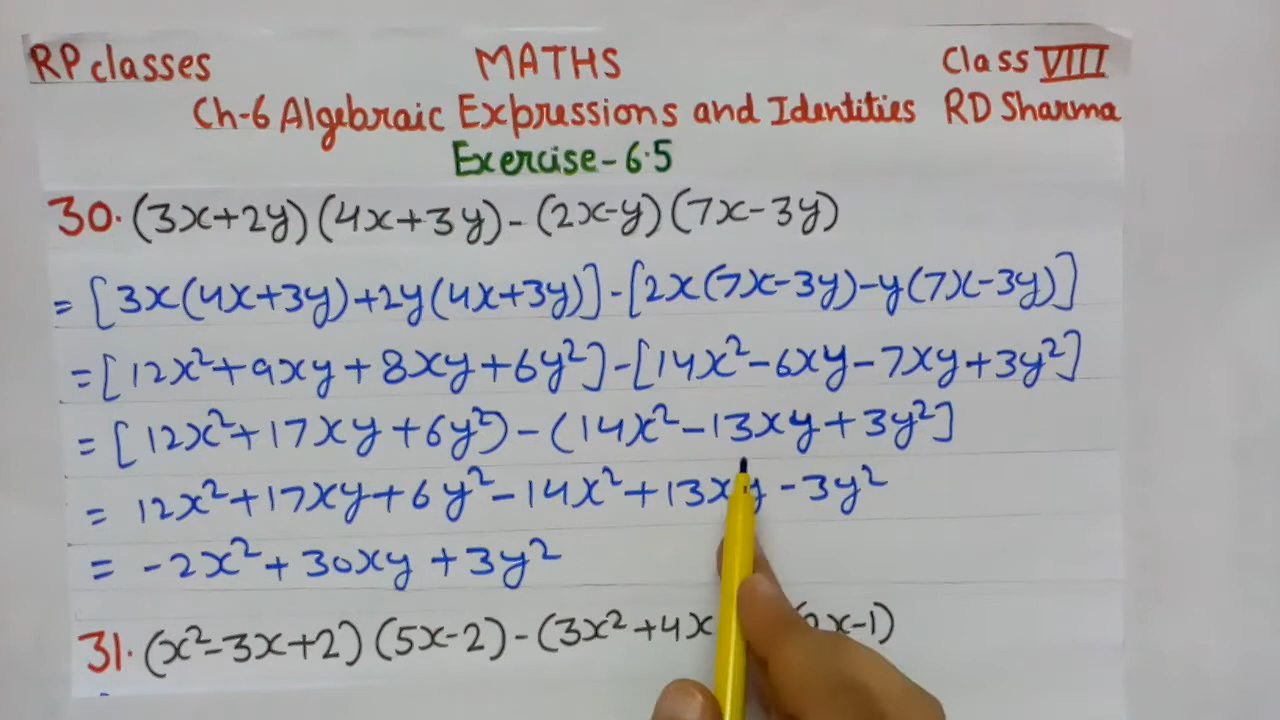 RP classes MATHS Class VIII
Ch-6 Algebraic Expressions and Identities RD Sharma
Exercise-6.5
30. (3x+2y)(4x+3y)-(2x-y)(7x-3y)
= [3x(4x+3y)+2y(4x+3y)]-[2x(7x-3y)-y(7x-3y)]
= [12x²+9xy+8xy+6y²]-[14x²-6xy-7xy+3y²]
= [12x²+17xy+6y²)-(14x²-13xy+3y²]
= 12x²+17xy+6y²-14x²+13xy-3y²
= -2x²+30xy+3y²
31. (x²-3x+2)(5x-2)-(3x²+4x x-1)